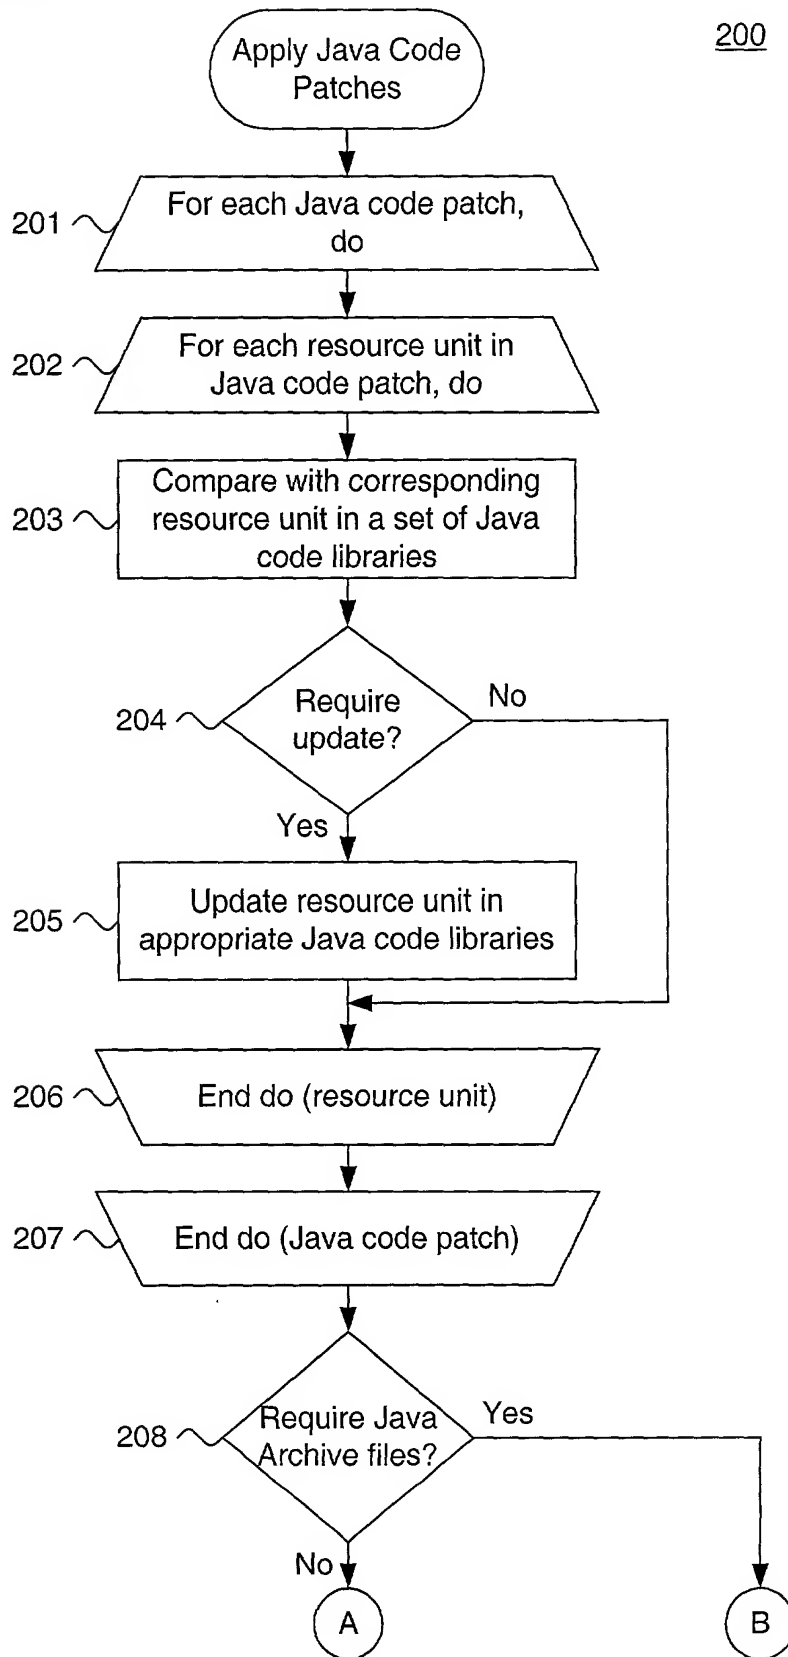 Apply Java Code
Patches
200
201
For each Java code patch,
do
202
For each resource unit in
Java code patch, do
203
Compare with corresponding
resource unit in a set of Java
code libraries
204
Require
update?
No
Yes
205
Update resource unit in
appropriate Java code libraries
206
End do (resource unit)
207
End do (Java code patch)
208
Require Java
Archive files?
Yes
No
A
B